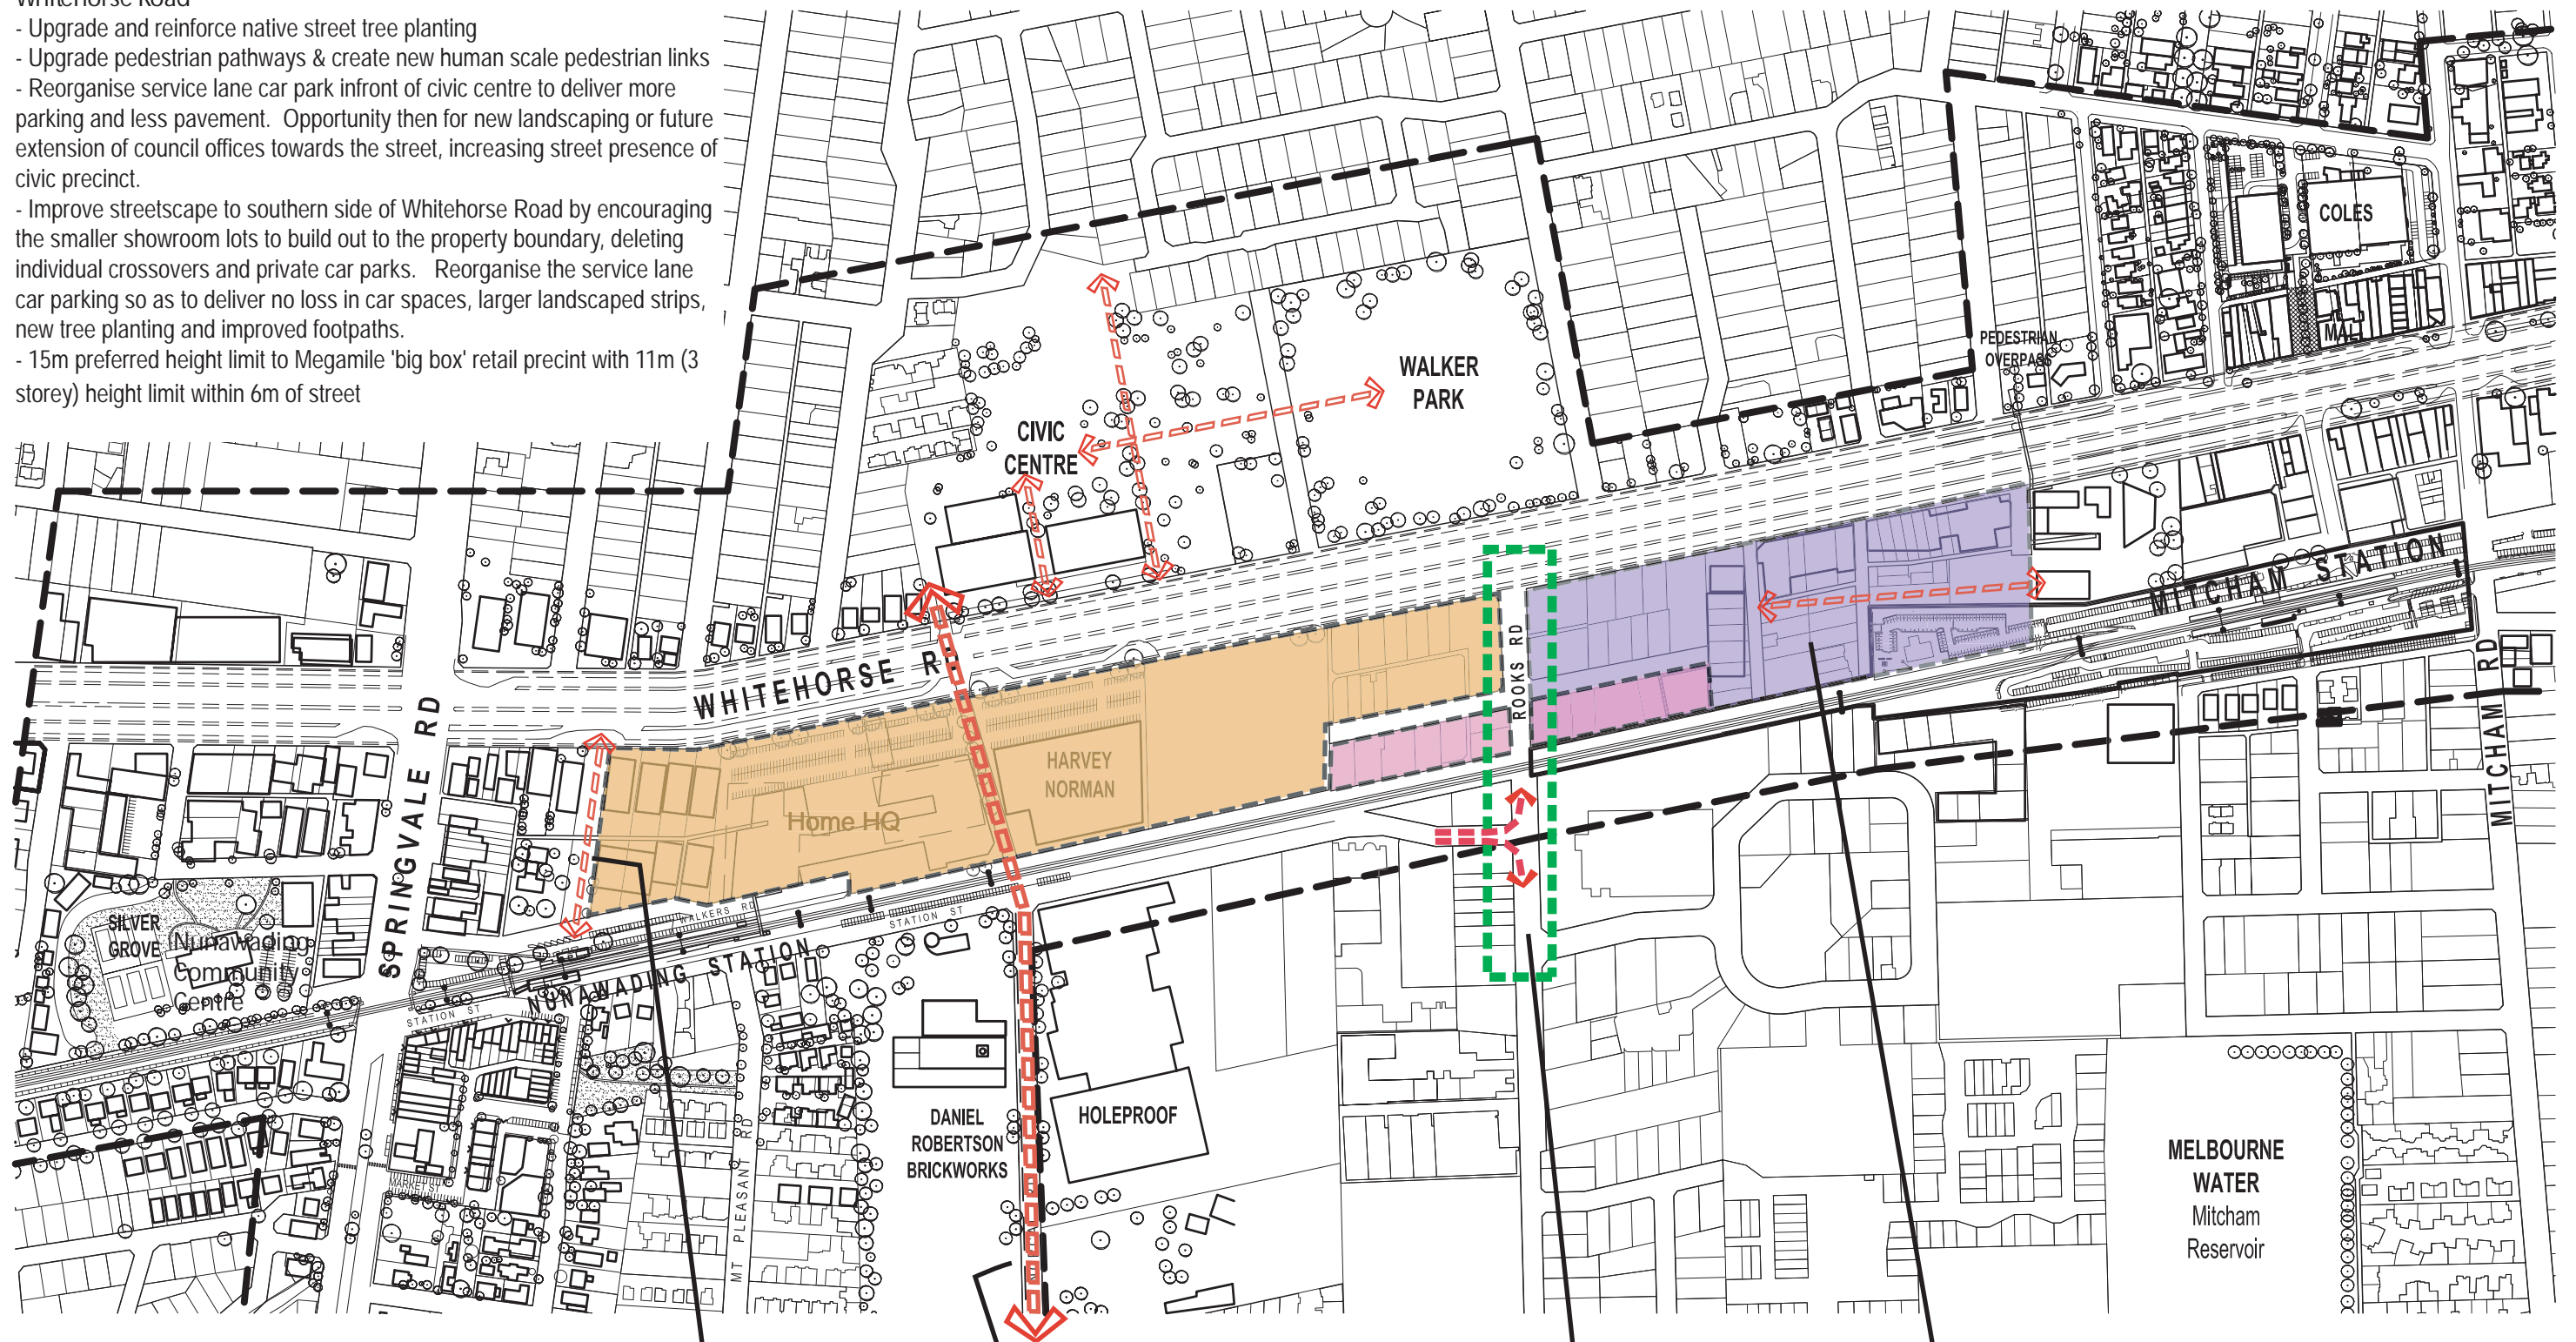 Whitehorse Road
- Upgrade and reinforce native street tree planting
- Upgrade pedestrian pathways & create new human scale pedestrian links
- Reorganise service lane car park infront of civic centre to deliver more
parking and less pavement. Opportunity then for new landscaping or future
extension of council offices towards the street, increasing street presence of
civic precinct.
- Improve streetscape to southern side of Whitehorse Road by encouraging
the smaller showroom lots to build out to the property boundary, deleting
individual crossovers and private car parks. Reorganise the service lane
car parking so as to deliver no loss in car spaces, larger landscaped strips,
new tree planting and improved footpaths.
- 15m preferred height limit to Megamile 'big box' retail precint with 11m (3
storey) height limit within 6m of street
COLES
MALL
PEDESTRIAN
OVERPASS
WALKER
PARK
CIVIC
CENTRE
MITCHAM STATION
WHITEHORSE RD
ROOKS RD
MITCHAM RD
SPRINGVALE RD
HARVEY
NORMAN
Home HQ
WALKERS RD
STATION ST
NUNAWADING STATION
SILVER
GROVE
Nunawading
Community
Centre
STATION ST
MT PLEASANT RD
DANIEL
ROBERTSON
BRICKWORKS
HOLEPROOF
MELBOURNE
WATER
Mitcham
Reservoir